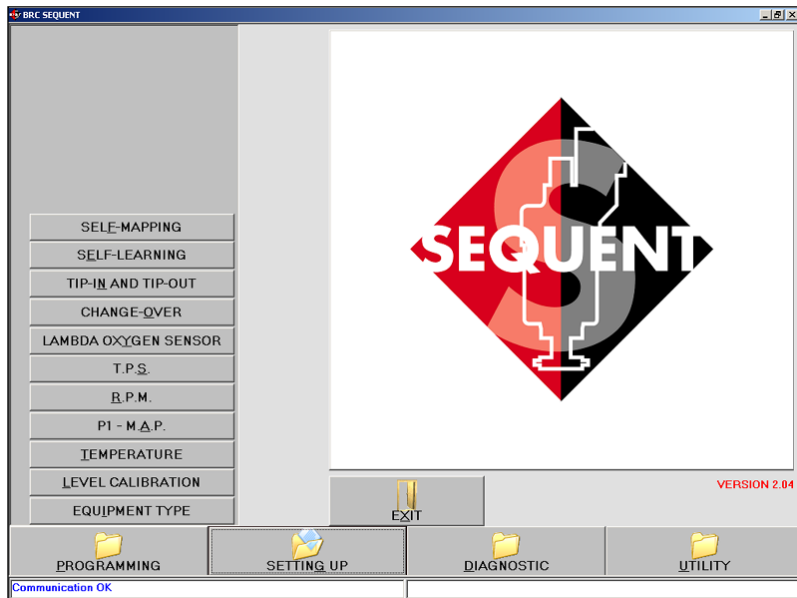 BRC SEQUENT
SELF-MAPPING
SELF-LEARNING
TIP-IN AND TIP-OUT
CHANGE-OVER
LAMBDA OXYGEN SENSOR
T.P.S.
R.P.M.
P1 - M.A.P.
TEMPERATURE
LEVEL CALIBRATION
EQUIPMENT TYPE
S
SEQUENT
VERSION 2.04
EXIT
PROGRAMMING
SETTING UP
DIAGNOSTIC
UTILITY
Communication OK